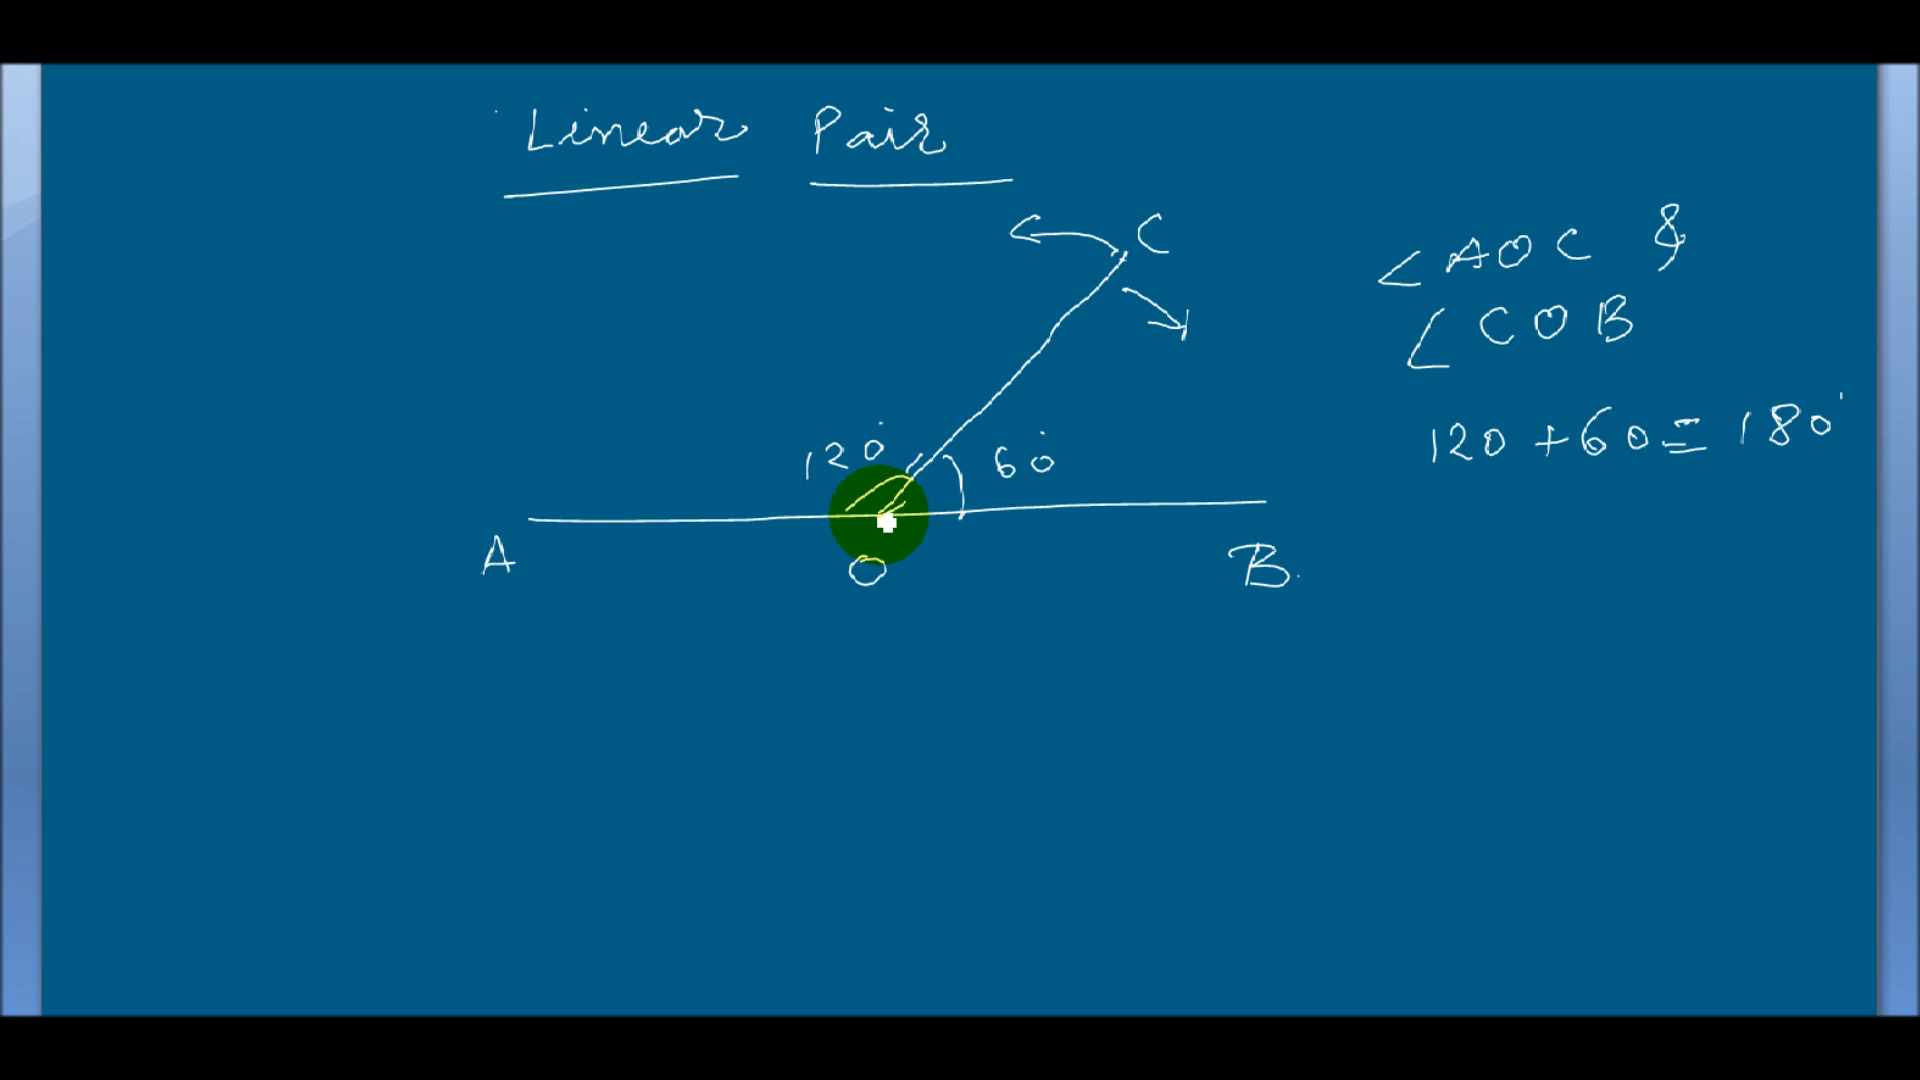 Linear Pair
C
∠AOC &
∠COB
120° 60°
120 + 60 = 180°
A O B